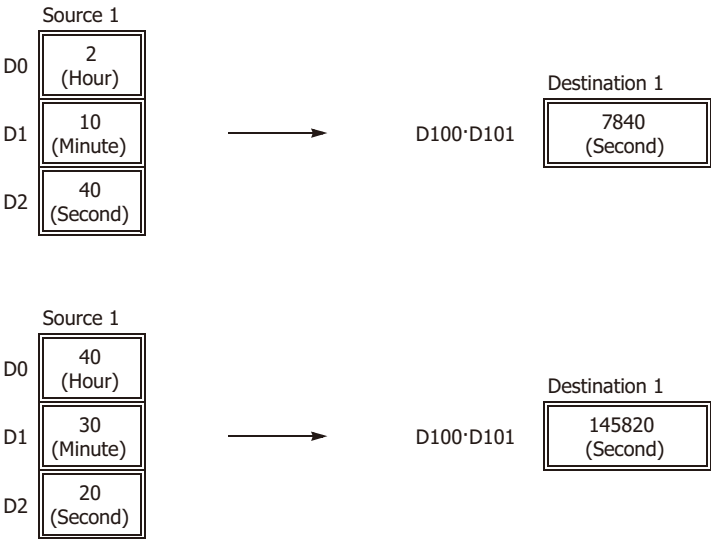 Source 1
D0
2
(Hour)
D1
10
(Minute)
D2
40
(Second)
D100·D101
Destination 1
7840
(Second)
Source 1
D0
40
(Hour)
D1
30
(Minute)
D2
20
(Second)
D100·D101
Destination 1
145820
(Second)